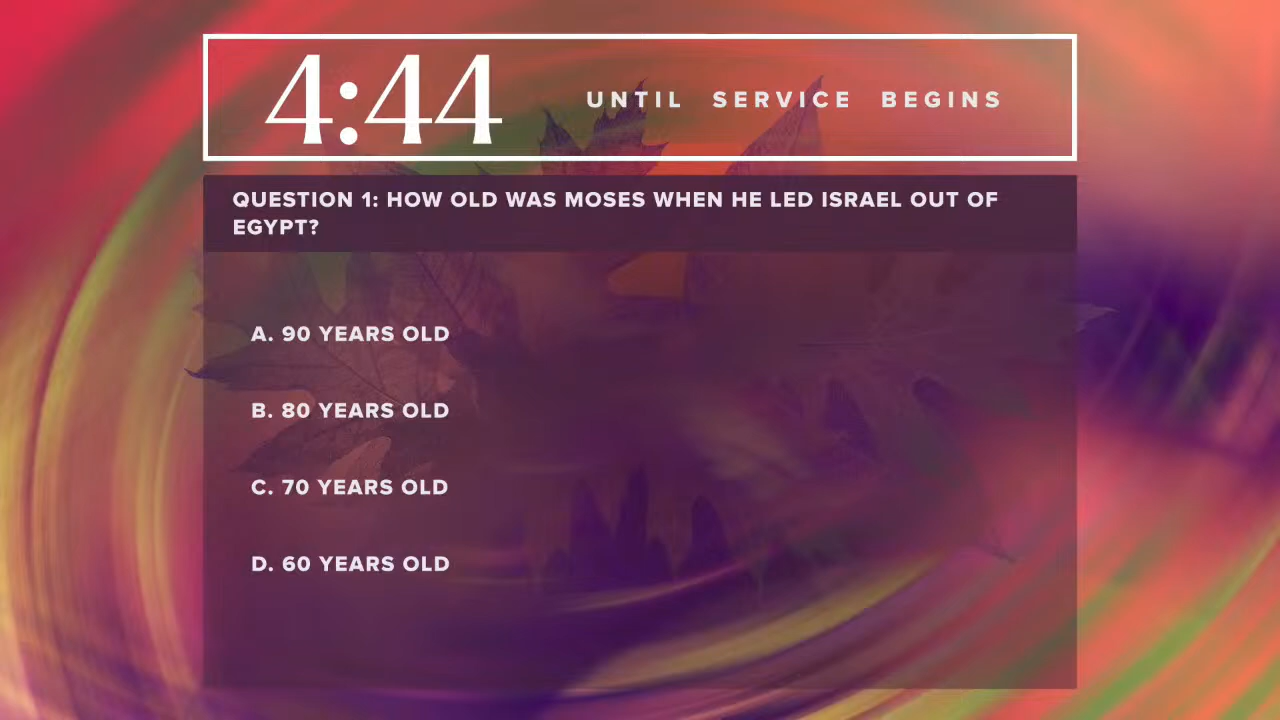 4:44 UNTIL SERVICE BEGINS
QUESTION 1: HOW OLD WAS MOSES WHEN HE LED ISRAEL OUT OF
EGYPT?
A. 90 YEARS OLD
B. 80 YEARS OLD
C. 70 YEARS OLD
D. 60 YEARS OLD